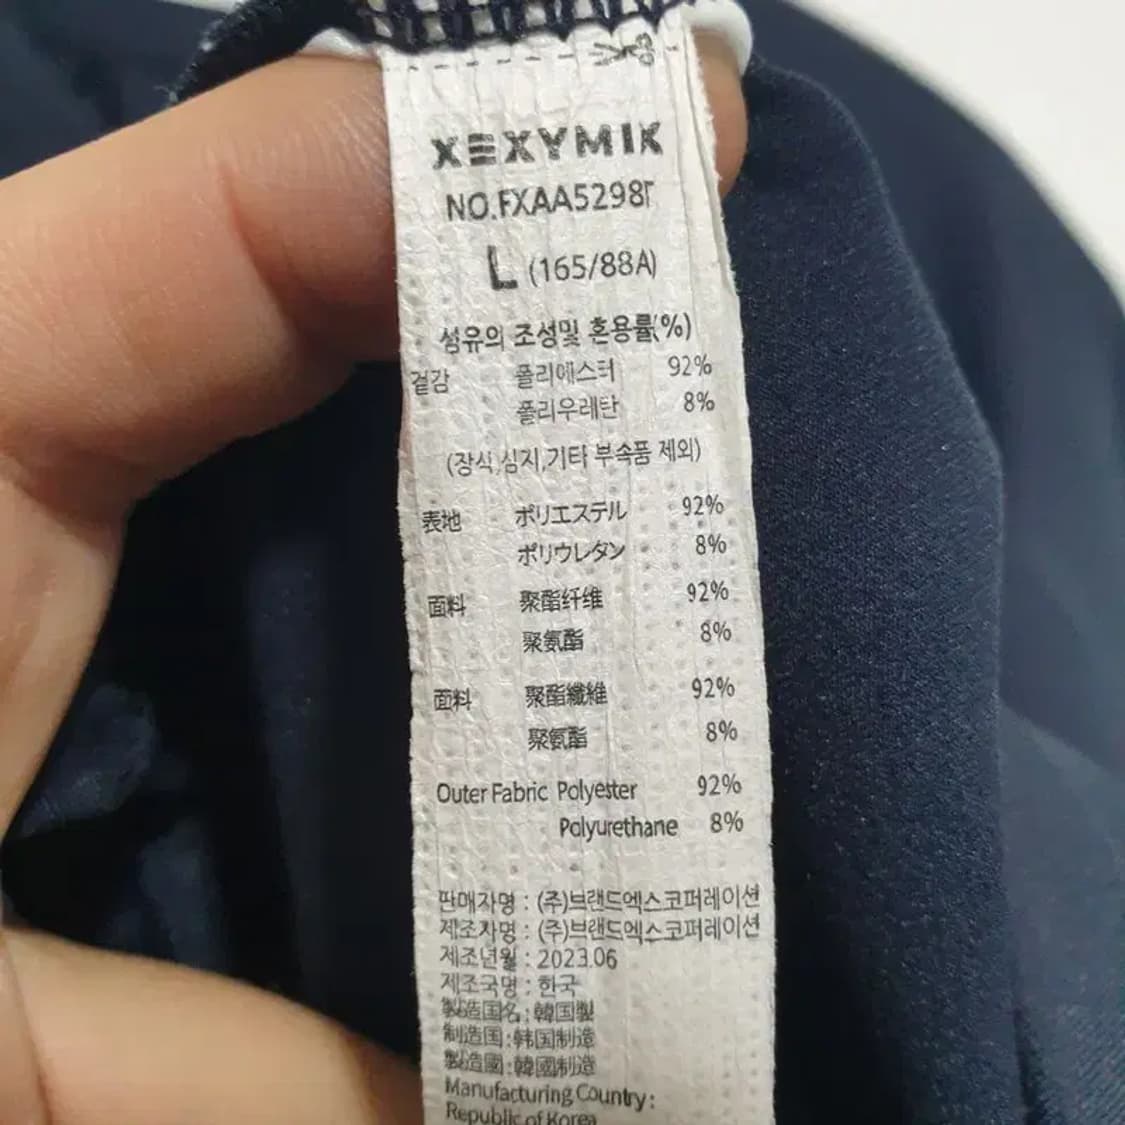 XEXYMIX
NO.FXAA5298T
L (165/88A)
섬유의 조성및 혼용률(%)
겉감 폴리에스터 92%
폴리우레탄 8%
(장식,심지,기타 부속품 제외)
表地 ポリエステル 92%
ポリウレタン 8%
面料 聚酯纤维 92%
聚氨酯 8%
面料 聚酯纖維 92%
聚氨酯 8%
Outer Fabric Polyester 92%
Polyurethane 8%
판매자명 : (주)브랜드엑스코퍼레이션
제조자명 : (주)브랜드엑스코퍼레이션
제조년월 : 2023.06
제조국명 : 한국
製造国名 : 韓国製
制造国 : 韩国制造
製造國 : 韓國制造
Manufacturing Country :
Republic of Korea